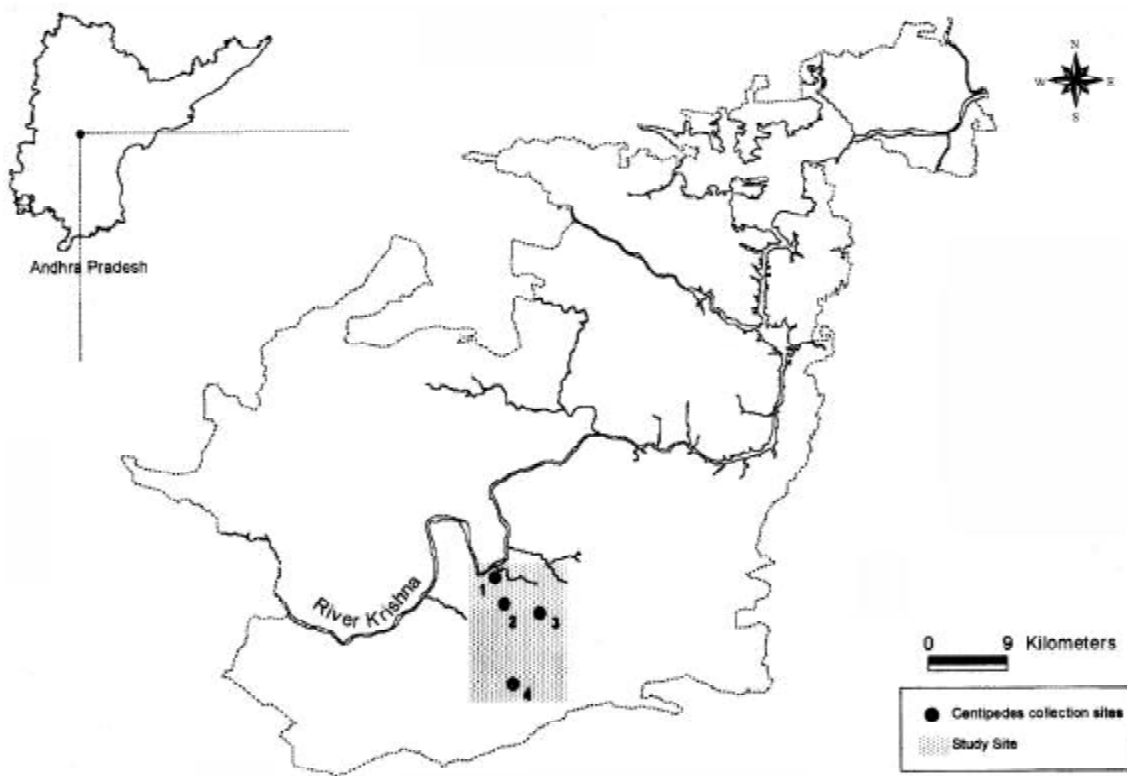 N
W
E
S
Andhra Pradesh
River Krishna
1
2
3
4
0 9 Kilometers
Centipedes collection sites
Study Site